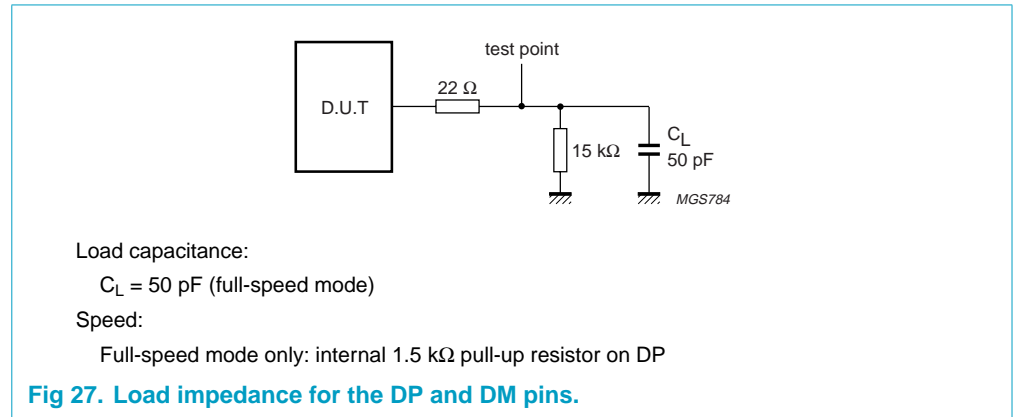 test point
22 Ω
D.U.T
15 kΩ
CL
50 pF
MGS784
Load capacitance:
CL = 50 pF (full-speed mode)
Speed:
Full-speed mode only: internal 1.5 kΩ pull-up resistor on DP
Fig 27. Load impedance for the DP and DM pins.